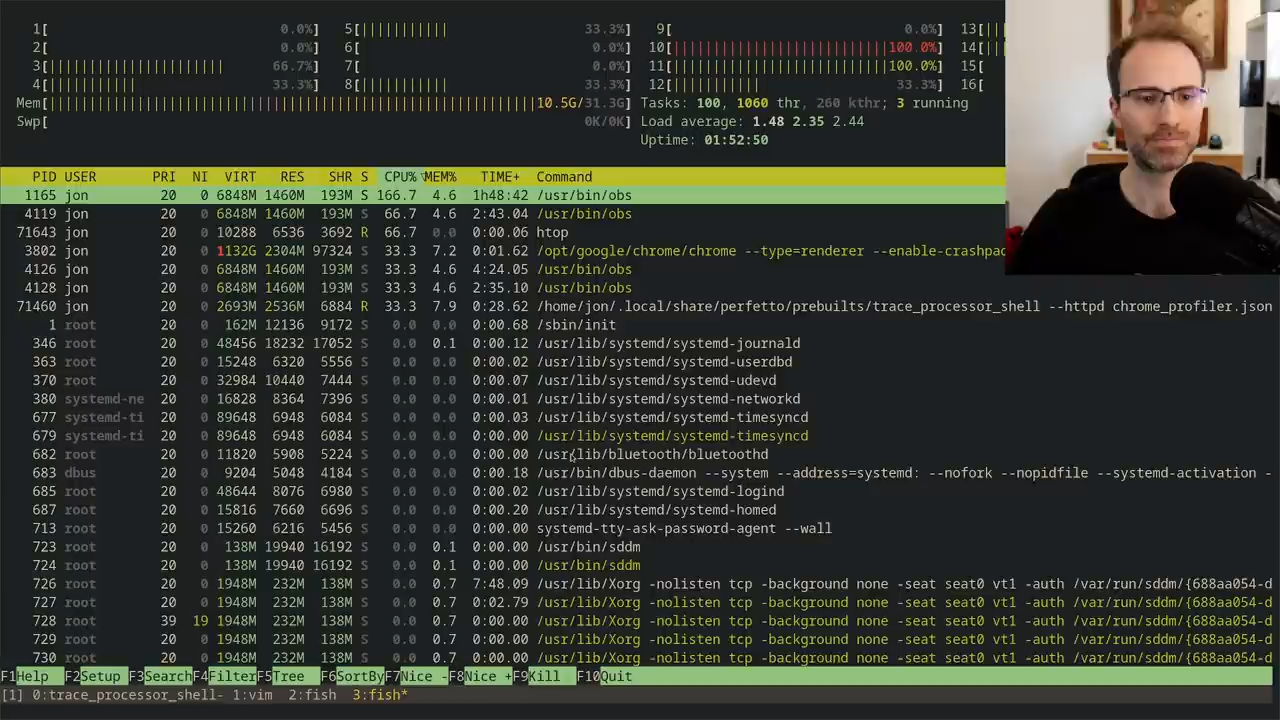 1[ 0.0%] 5[|||||||||| 33.3%] 9[ 0.0%] 13[||
2[ 0.0%] 6[ 0.0%] 10[||||||||||||||||||||||||||100.0%] 14[||
3[|||||||||||||||||||| 66.7%] 7[ 0.0%] 11[||||||||||||||||||||||||||100.0%] 15[
4[|||||||||| 33.3%] 8[|||||||||| 33.3%] 12[|||||||||| 33.3%] 16[
Mem[||||||||||||||||||||||||||||||||||||||||||||||||||||||||||||10.5G/31.3G] Tasks: 100, 1060 thr, 260 kthr; 3 running
Swp[ 0K/0K] Load average: 1.48 2.35 2.44
Uptime: 01:52:50
PID USER PRI NI VIRT RES SHR S CPU%▽MEM% TIME+ Command
1165 jon 20 0 6848M 1460M 193M S 166.7 4.6 1h48:42 /usr/bin/obs
4119 jon 20 0 6848M 1460M 193M S 66.7 4.6 2:43.04 /usr/bin/obs
71643 jon 20 0 10288 6536 3692 R 66.7 0.0 0:00.06 htop
3802 jon 20 0 1132G 2304M 97324 S 33.3 7.2 0:01.62 /opt/google/chrome/chrome --type=renderer --enable-crashpa
4126 jon 20 0 6848M 1460M 193M S 33.3 4.6 4:24.05 /usr/bin/obs
4128 jon 20 0 6848M 1460M 193M S 33.3 4.6 2:35.10 /usr/bin/obs
71460 jon 20 0 2693M 2536M 6884 R 33.3 7.9 0:28.62 /home/jon/.local/share/perfetto/prebuilts/trace_processor_shell --httpd chrome_profiler.json
1 root 20 0 162M 12136 9172 S 0.0 0.0 0:00.68 /sbin/init
346 root 20 0 48456 18232 17052 S 0.0 0.1 0:00.12 /usr/lib/systemd/systemd-journald
363 root 20 0 15248 6320 5556 S 0.0 0.0 0:00.02 /usr/lib/systemd/systemd-userdbd
370 root 20 0 32984 10440 7444 S 0.0 0.0 0:00.07 /usr/lib/systemd/systemd-udevd
380 systemd-ne 20 0 16828 8364 7396 S 0.0 0.0 0:00.01 /usr/lib/systemd/systemd-networkd
677 systemd-ti 20 0 89648 6948 6084 S 0.0 0.0 0:00.03 /usr/lib/systemd/systemd-timesyncd
679 systemd-ti 20 0 89648 6948 6084 S 0.0 0.0 0:00.00 /usr/lib/systemd/systemd-timesyncd
682 root 20 0 11820 5908 5224 S 0.0 0.0 0:00.00 /usr/lib/bluetooth/bluetoothd
683 dbus 20 0 9204 5048 4184 S 0.0 0.0 0:00.18 /usr/bin/dbus-daemon --system --address=systemd: --nofork --nopidfile --systemd-activation -
685 root 20 0 48644 8076 6980 S 0.0 0.0 0:00.02 /usr/lib/systemd/systemd-logind
687 root 20 0 15816 7660 6696 S 0.0 0.0 0:00.20 /usr/lib/systemd/systemd-homed
713 root 20 0 15260 6216 5456 S 0.0 0.0 0:00.00 systemd-tty-ask-password-agent --wall
723 root 20 0 138M 19940 16192 S 0.0 0.1 0:00.00 /usr/bin/sddm
724 root 20 0 138M 19940 16192 S 0.0 0.1 0:00.00 /usr/bin/sddm
726 root 20 0 1948M 232M 138M S 0.0 0.7 7:48.09 /usr/lib/Xorg -nolisten tcp -background none -seat seat0 vt1 -auth /var/run/sddm/{688aa054-d
727 root 20 0 1948M 232M 138M S 0.0 0.7 0:02.79 /usr/lib/Xorg -nolisten tcp -background none -seat seat0 vt1 -auth /var/run/sddm/{688aa054-d
728 root 39 19 1948M 232M 138M S 0.0 0.7 0:00.00 /usr/lib/Xorg -nolisten tcp -background none -seat seat0 vt1 -auth /var/run/sddm/{688aa054-d
729 root 20 0 1948M 232M 138M S 0.0 0.7 0:00.00 /usr/lib/Xorg -nolisten tcp -background none -seat seat0 vt1 -auth /var/run/sddm/{688aa054-d
730 root 20 0 1948M 232M 138M S 0.0 0.7 0:00.00 /usr/lib/Xorg -nolisten tcp -background none -seat seat0 vt1 -auth /var/run/sddm/{688aa054-d
F1Help F2Setup F3SearchF4FilterF5Tree F6SortByF7Nice -F8Nice +F9Kill F10Quit
[1] 0:trace_processor_shell- 1:vim 2:fish 3:fish*